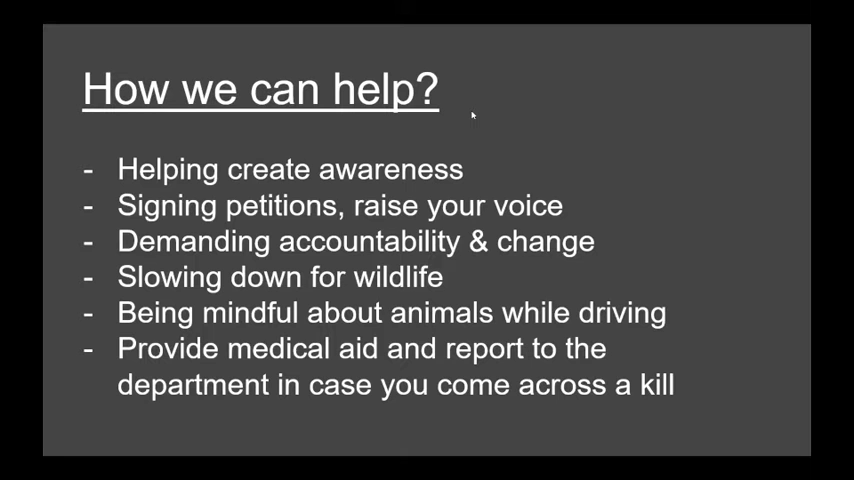 How we can help?
- Helping create awareness
- Signing petitions, raise your voice
- Demanding accountability & change
- Slowing down for wildlife
- Being mindful about animals while driving
- Provide medical aid and report to the
department in case you come across a kill